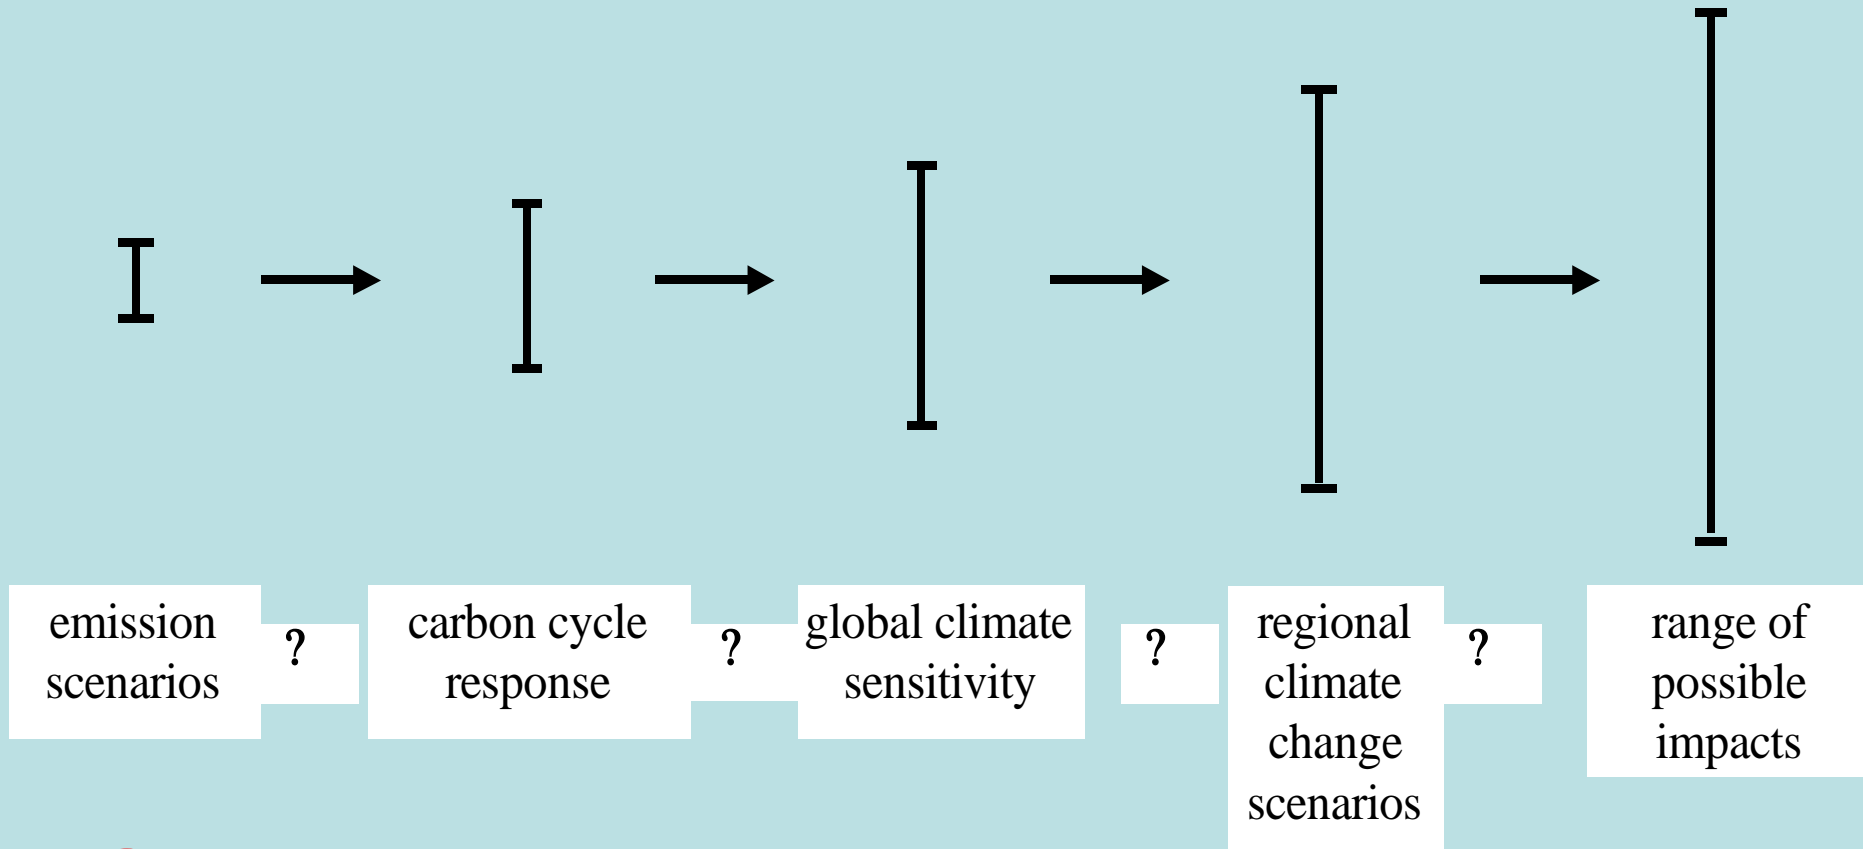 emission
scenarios
?
carbon cycle
response
?
global climate
sensitivity
?
regional
climate
change
scenarios
?
range of
possible
impacts